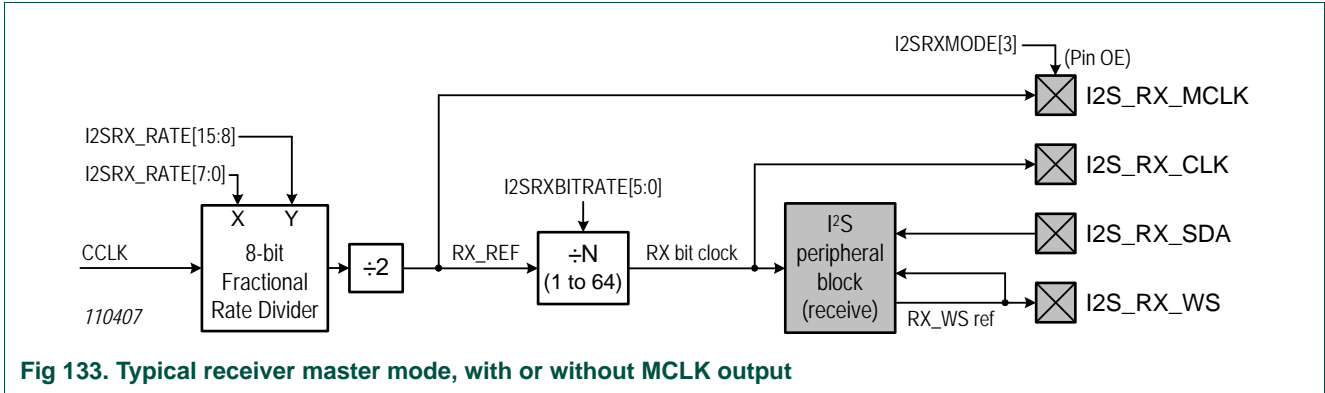 I2SRXMODE[3]
(Pin OE)
I2S_RX_MCLK
I2SRX_RATE[15:8]
I2SRX_RATE[7:0]
I2S_RX_CLK
I2SRXBITRATE[5:0]
X Y
8-bit
Fractional
Rate Divider
CCLK
÷2
RX_REF
÷N
(1 to 64)
RX bit clock
I²S
peripheral
block
(receive)
I2S_RX_SDA
RX_WS ref
I2S_RX_WS
110407
Fig 133. Typical receiver master mode, with or without MCLK output